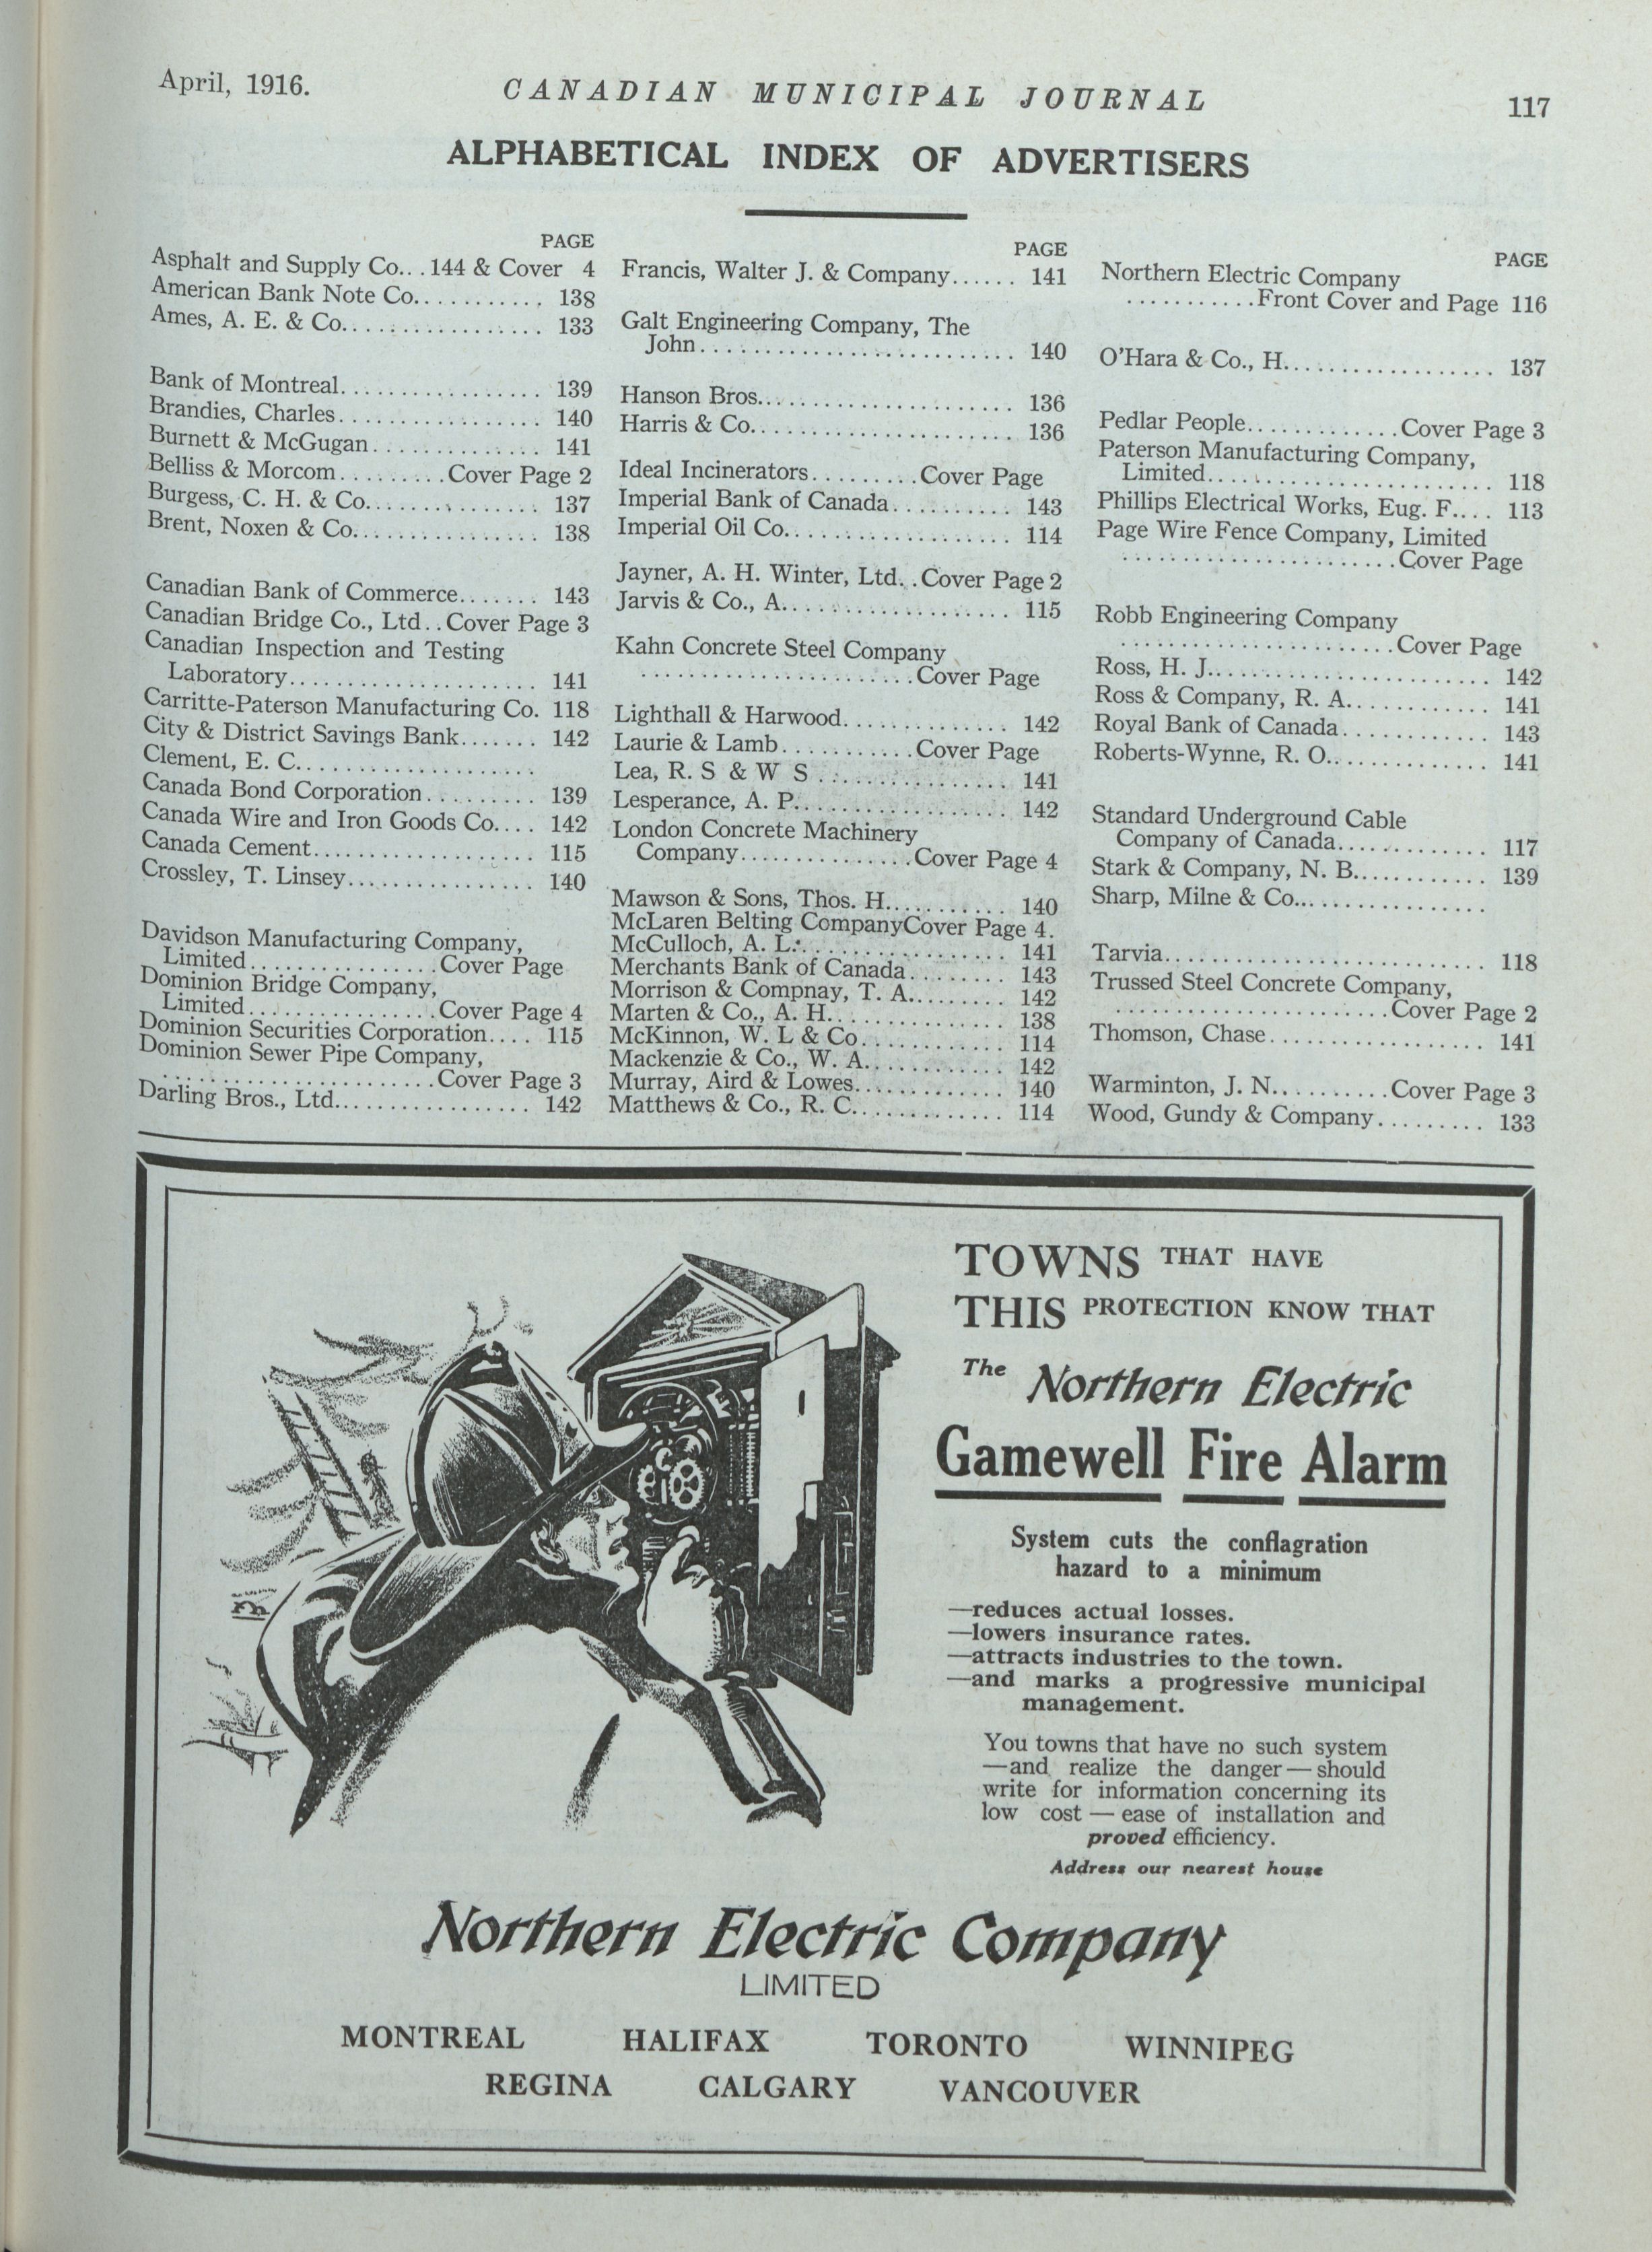 April, 1916.
CANADIAN MUNICIPAL JOURNAL
117
ALPHABETICAL INDEX OF ADVERTISERS
PAGE
Asphalt and Supply Co...144 & Cover 4
American Bank Note Co........... 138
Ames, A. E. & Co................. 133
Bank of Montreal................. 139
Brandies, Charles................. 140
Burnett & McGugan.............. 141
Belliss & Morcom.........Cover Page 2
Burgess, C. H. & Co............... 137
Brent, Noxen & Co................ 138
Canadian Bank of Commerce....... 143
Canadian Bridge Co., Ltd..Cover Page 3
Canadian Inspection and Testing
Laboratory..................... 141
Carritte-Paterson Manufacturing Co. 118
City & District Savings Bank....... 142
Clement, E. C....................
Canada Bond Corporation......... 139
Canada Wire and Iron Goods Co.... 142
Canada Cement................... 115
Crossley, T. Linsey................ 140
Davidson Manufacturing Company,
Limited................Cover Page
Dominion Bridge Company,
Limited................Cover Page 4
Dominion Securities Corporation.... 115
Dominion Sewer Pipe Company,
.......................Cover Page 3
Darling Bros., Ltd................. 142
PAGE
Francis, Walter J. & Company...... 141
Galt Engineering Company, The
John.......................... 140
Hanson Bros....................... 136
Harris & Co........................ 136
Ideal Incinerators.........Cover Page
Imperial Bank of Canada.......... 143
Imperial Oil Co.................... 114
Jayner, A. H. Winter, Ltd..Cover Page 2
Jarvis & Co., A.................... 115
Kahn Concrete Steel Company
.......................Cover Page
Lighthall & Harwood.............. 142
Laurie & Lamb...........Cover Page
Lea, R. S & W S ................ 141
Lesperance, A. P.................. 142
London Concrete Machinery
Company...............Cover Page 4
Mawson & Sons, Thos. H.......... 140
McLaren Belting CompanyCover Page 4.
McCulloch, A. L.................. 141
Merchants Bank of Canada........ 143
Morrison & Compnay, T. A........ 142
Marten & Co., A. H............... 138
McKinnon, W. L & Co............ 114
Mackenzie & Co., W. A............ 142
Murray, Aird & Lowes............. 140
Matthews & Co., R. C............. 114
PAGE
Northern Electric Company
...........Front Cover and Page 116
O'Hara & Co., H.................. 137
Pedlar People.............Cover Page 3
Paterson Manufacturing Company,
Limited........................ 118
Phillips Electrical Works, Eug. F.... 113
Page Wire Fence Company, Limited
.......................Cover Page
Robb Engineering Company
.......................Cover Page
Ross, H. J........................ 142
Ross & Company, R. A............ 141
Royal Bank of Canada............ 143
Roberts-Wynne, R. O.............. 141
Standard Underground Cable
Company of Canada............. 117
Stark & Company, N. B............ 139
Sharp, Milne & Co.................
Tarvia........................... 118
Trussed Steel Concrete Company,
.......................Cover Page 2
Thomson, Chase.................. 141
Warminton, J. N..........Cover Page 3
Wood, Gundy & Company......... 133
TOWNS THAT HAVE
THIS PROTECTION KNOW THAT
The Northern Electric
Gamewell Fire Alarm
System cuts the conflagration
hazard to a minimum
—reduces actual losses.
—lowers insurance rates.
—attracts industries to the town.
—and marks a progressive municipal
management.
You towns that have no such system
—and realize the danger—should
write for information concerning its
low cost — ease of installation and
proved efficiency.
Address our nearest house
Northern Electric Company
LIMITED
MONTREAL HALIFAX TORONTO WINNIPEG
REGINA CALGARY VANCOUVER